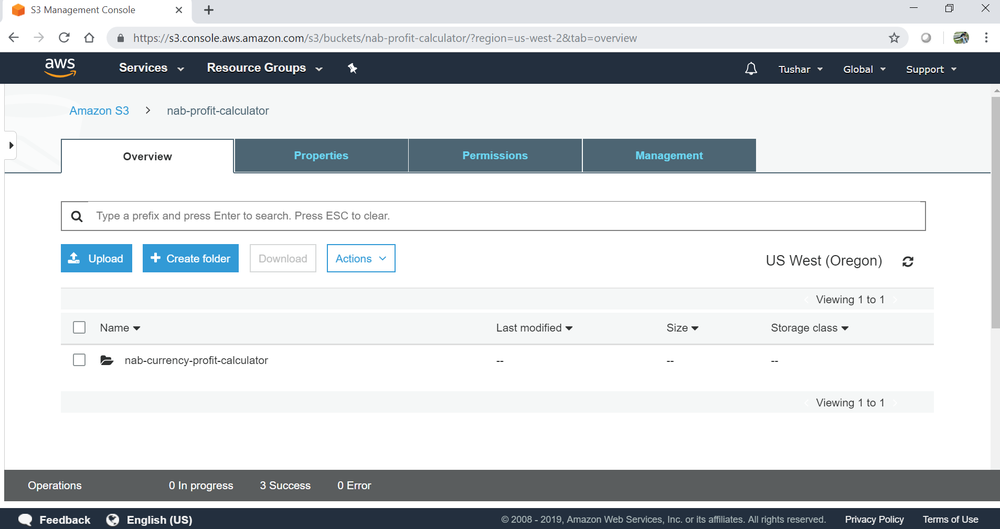 S3 Management Console
https://s3.console.aws.amazon.com/s3/buckets/nab-profit-calculator/?region=us-west-2&tab=overview
aws Services Resource Groups Tushar Global Support
Amazon S3 > nab-profit-calculator
Overview Properties Permissions Management
Type a prefix and press Enter to search. Press ESC to clear.
Upload + Create folder Download Actions US West (Oregon)
Viewing 1 to 1
Name Last modified Size Storage class
nab-currency-profit-calculator -- -- --
Viewing 1 to 1
Operations 0 In progress 3 Success 0 Error
Feedback English (US) © 2008 - 2019, Amazon Web Services, Inc. or its affiliates. All rights reserved. Privacy Policy Terms of Use